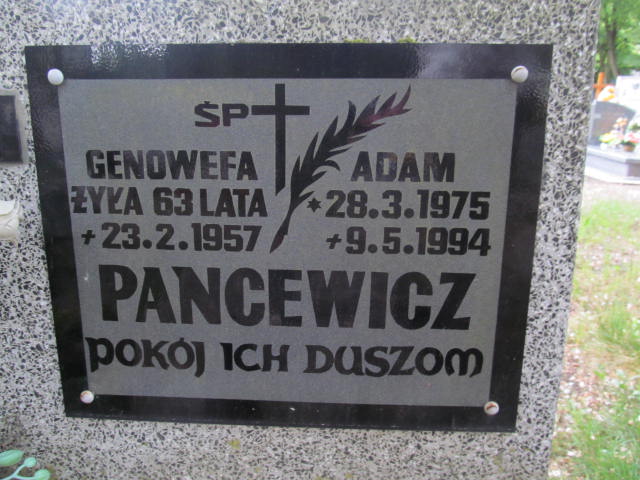 ŚP
GENOWEFA
ŻYŁA 63 LATA
+ 23.2.1957
ADAM
* 28.3.1975
+ 9.5.1994
PANCEWICZ
POKÓJ ICH DUSZOM